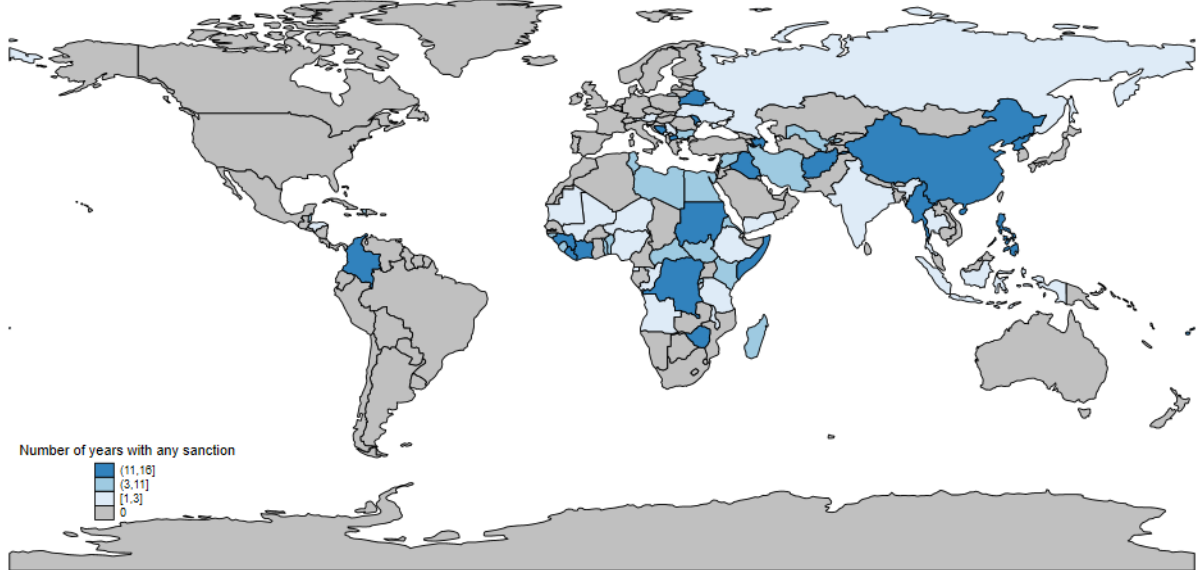 Number of years with any sanction
(11,16]
(3,11]
[1,3]
0